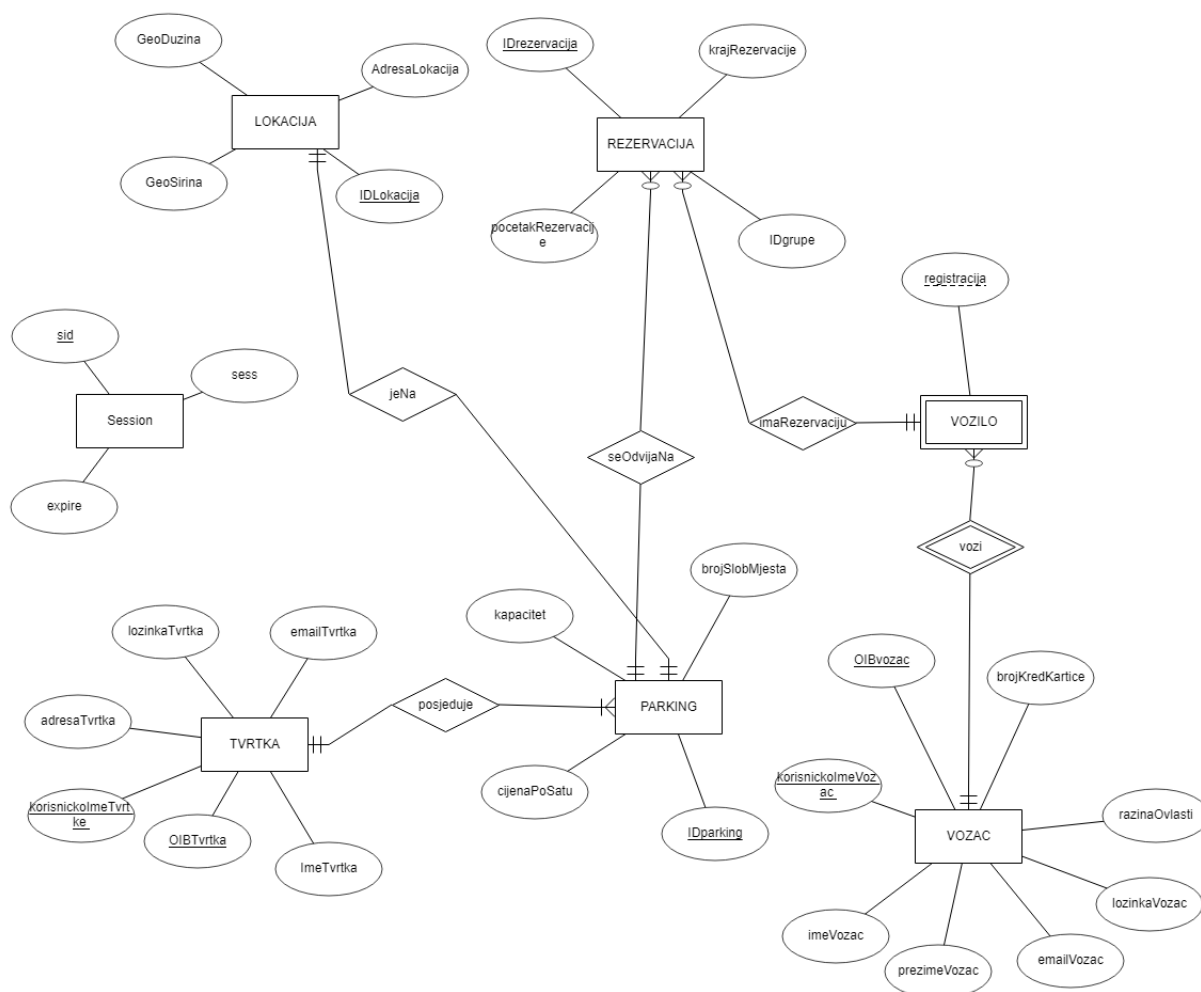 GeoDuzina
AdresaLokacija
LOKACIJA
GeoSirina
IDLokacija
IDrezervacija
krajRezervacije
REZERVACIJA
pocetakRezervacij
e
IDgrupe
registracija
sid
sess
Session
expire
jeNa
seOdvijaNa
imaRezervaciju
VOZILO
vozi
brojSlobMjesta
kapacitet
PARKING
cijenaPoSatu
IDparking
posjeduje
lozinkaTvrtka
emailTvrtka
adresaTvrtka
TVRTKA
korisnickoImeTvrt
ke
OIBTvrtka
ImeTvrtka
OIBvozac
brojKredKartice
korisnickoImeVoz
ac
VOZAC
razinaOvlasti
lozinkaVozac
imeVozac
prezimeVozac
emailVozac